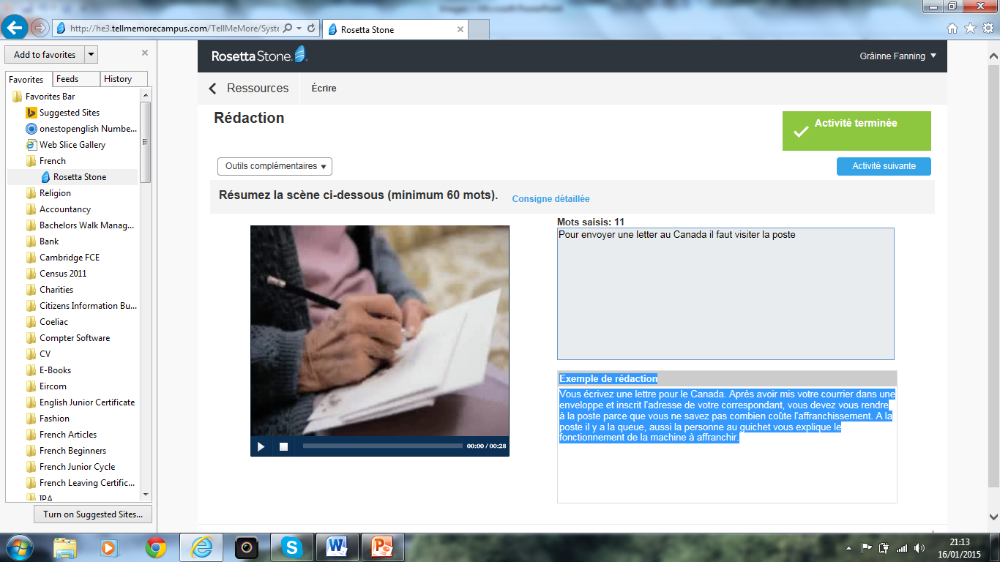 http://he3.tellmemorecampus.com/TellMeMore/Syste
Rosetta Stone
Add to favorites
Favorites Feeds History
Favorites Bar
Suggested Sites
onestopenglish Numbe...
Web Slice Gallery
French
Rosetta Stone
Religion
Accountancy
Bachelors Walk Manag...
Bank
Cambridge FCE
Census 2011
Charities
Citizens Information Bu...
Coeliac
Compter Software
CV
E-Books
Eircom
English Junior Certificate
Fashion
French Articles
French Beginners
French Junior Cycle
French Leaving Certific...
IPA
Turn on Suggested Sites...
RosettaStone
Gráinne Fanning
Ressources
Écrire
Rédaction
Activité terminée
Outils complémentaires
Activité suivante
Résumez la scène ci-dessous (minimum 60 mots).
Consigne détaillée
00:00 / 00:28
Mots saisis: 11
Pour envoyer une letter au Canada il faut visiter la poste
Exemple de rédaction
Vous écrivez une lettre pour le Canada. Après avoir mis votre courrier dans une
enveloppe et inscrit l'adresse de votre correspondant, vous devez vous rendre
à la poste parce que vous ne savez pas combien coûte l'affranchissement. A la
poste il y a la queue, aussi la personne au guichet vous explique le
fonctionnement de la machine à affranchir.
21:13
16/01/2015